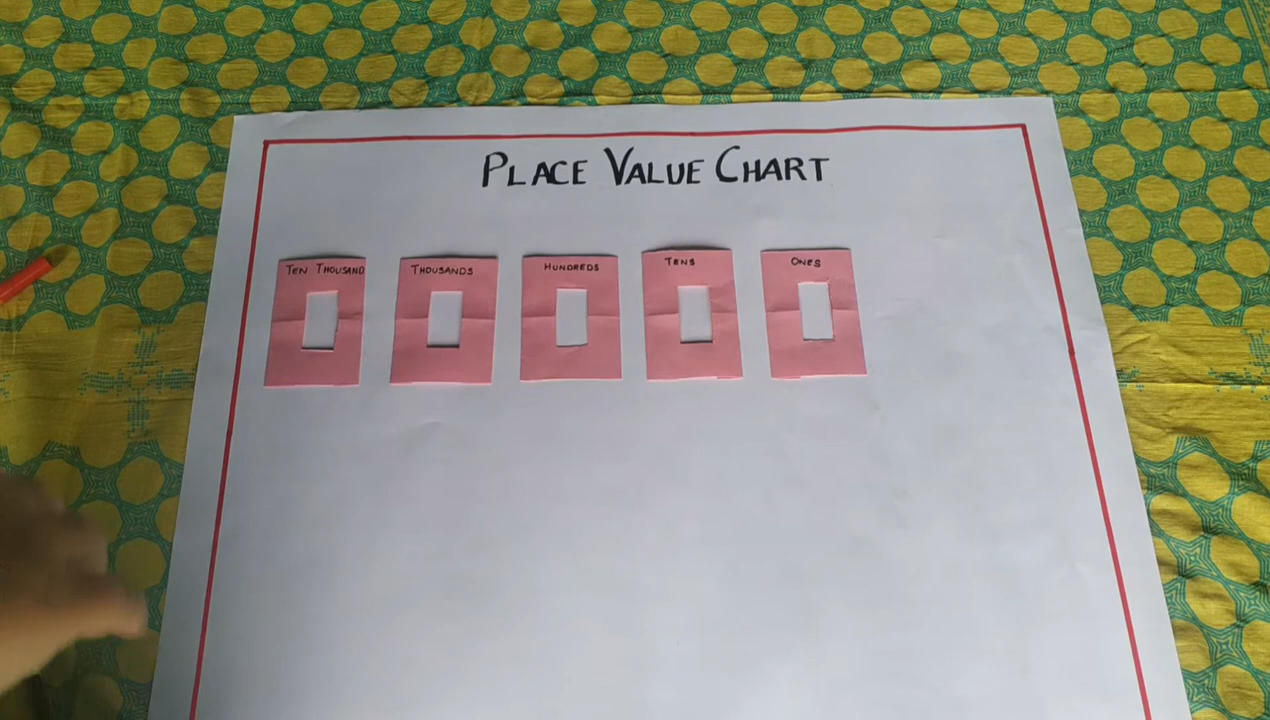 PLACE VALUE CHART
TEN THOUSAND
THOUSANDS
HUNDREDS
TENS
ONES